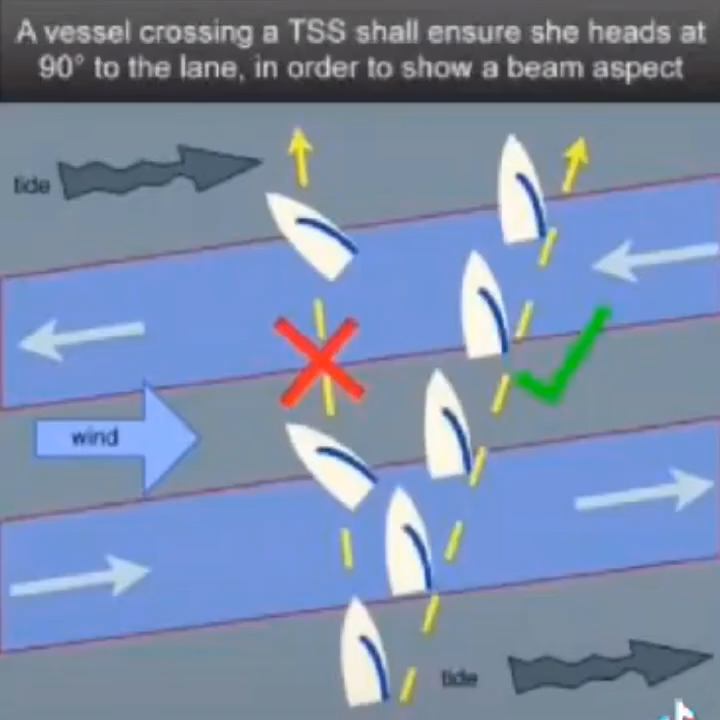 A vessel crossing a TSS shall ensure she heads at
90° to the lane, in order to show a beam aspect
tide
wind
tide